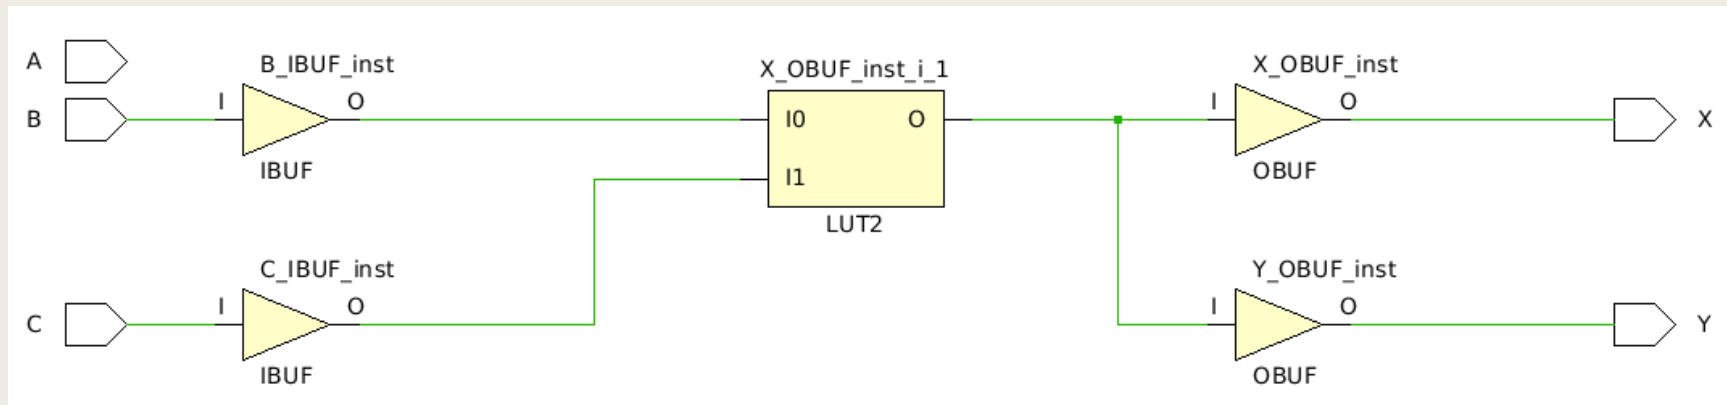 A
B_IBUF_inst
X_OBUF_inst_i_1
X_OBUF_inst
B
I
O
I0
O
I
O
X
IBUF
I1
OBUF
LUT2
C_IBUF_inst
Y_OBUF_inst
C
I
O
I
O
Y
IBUF
OBUF